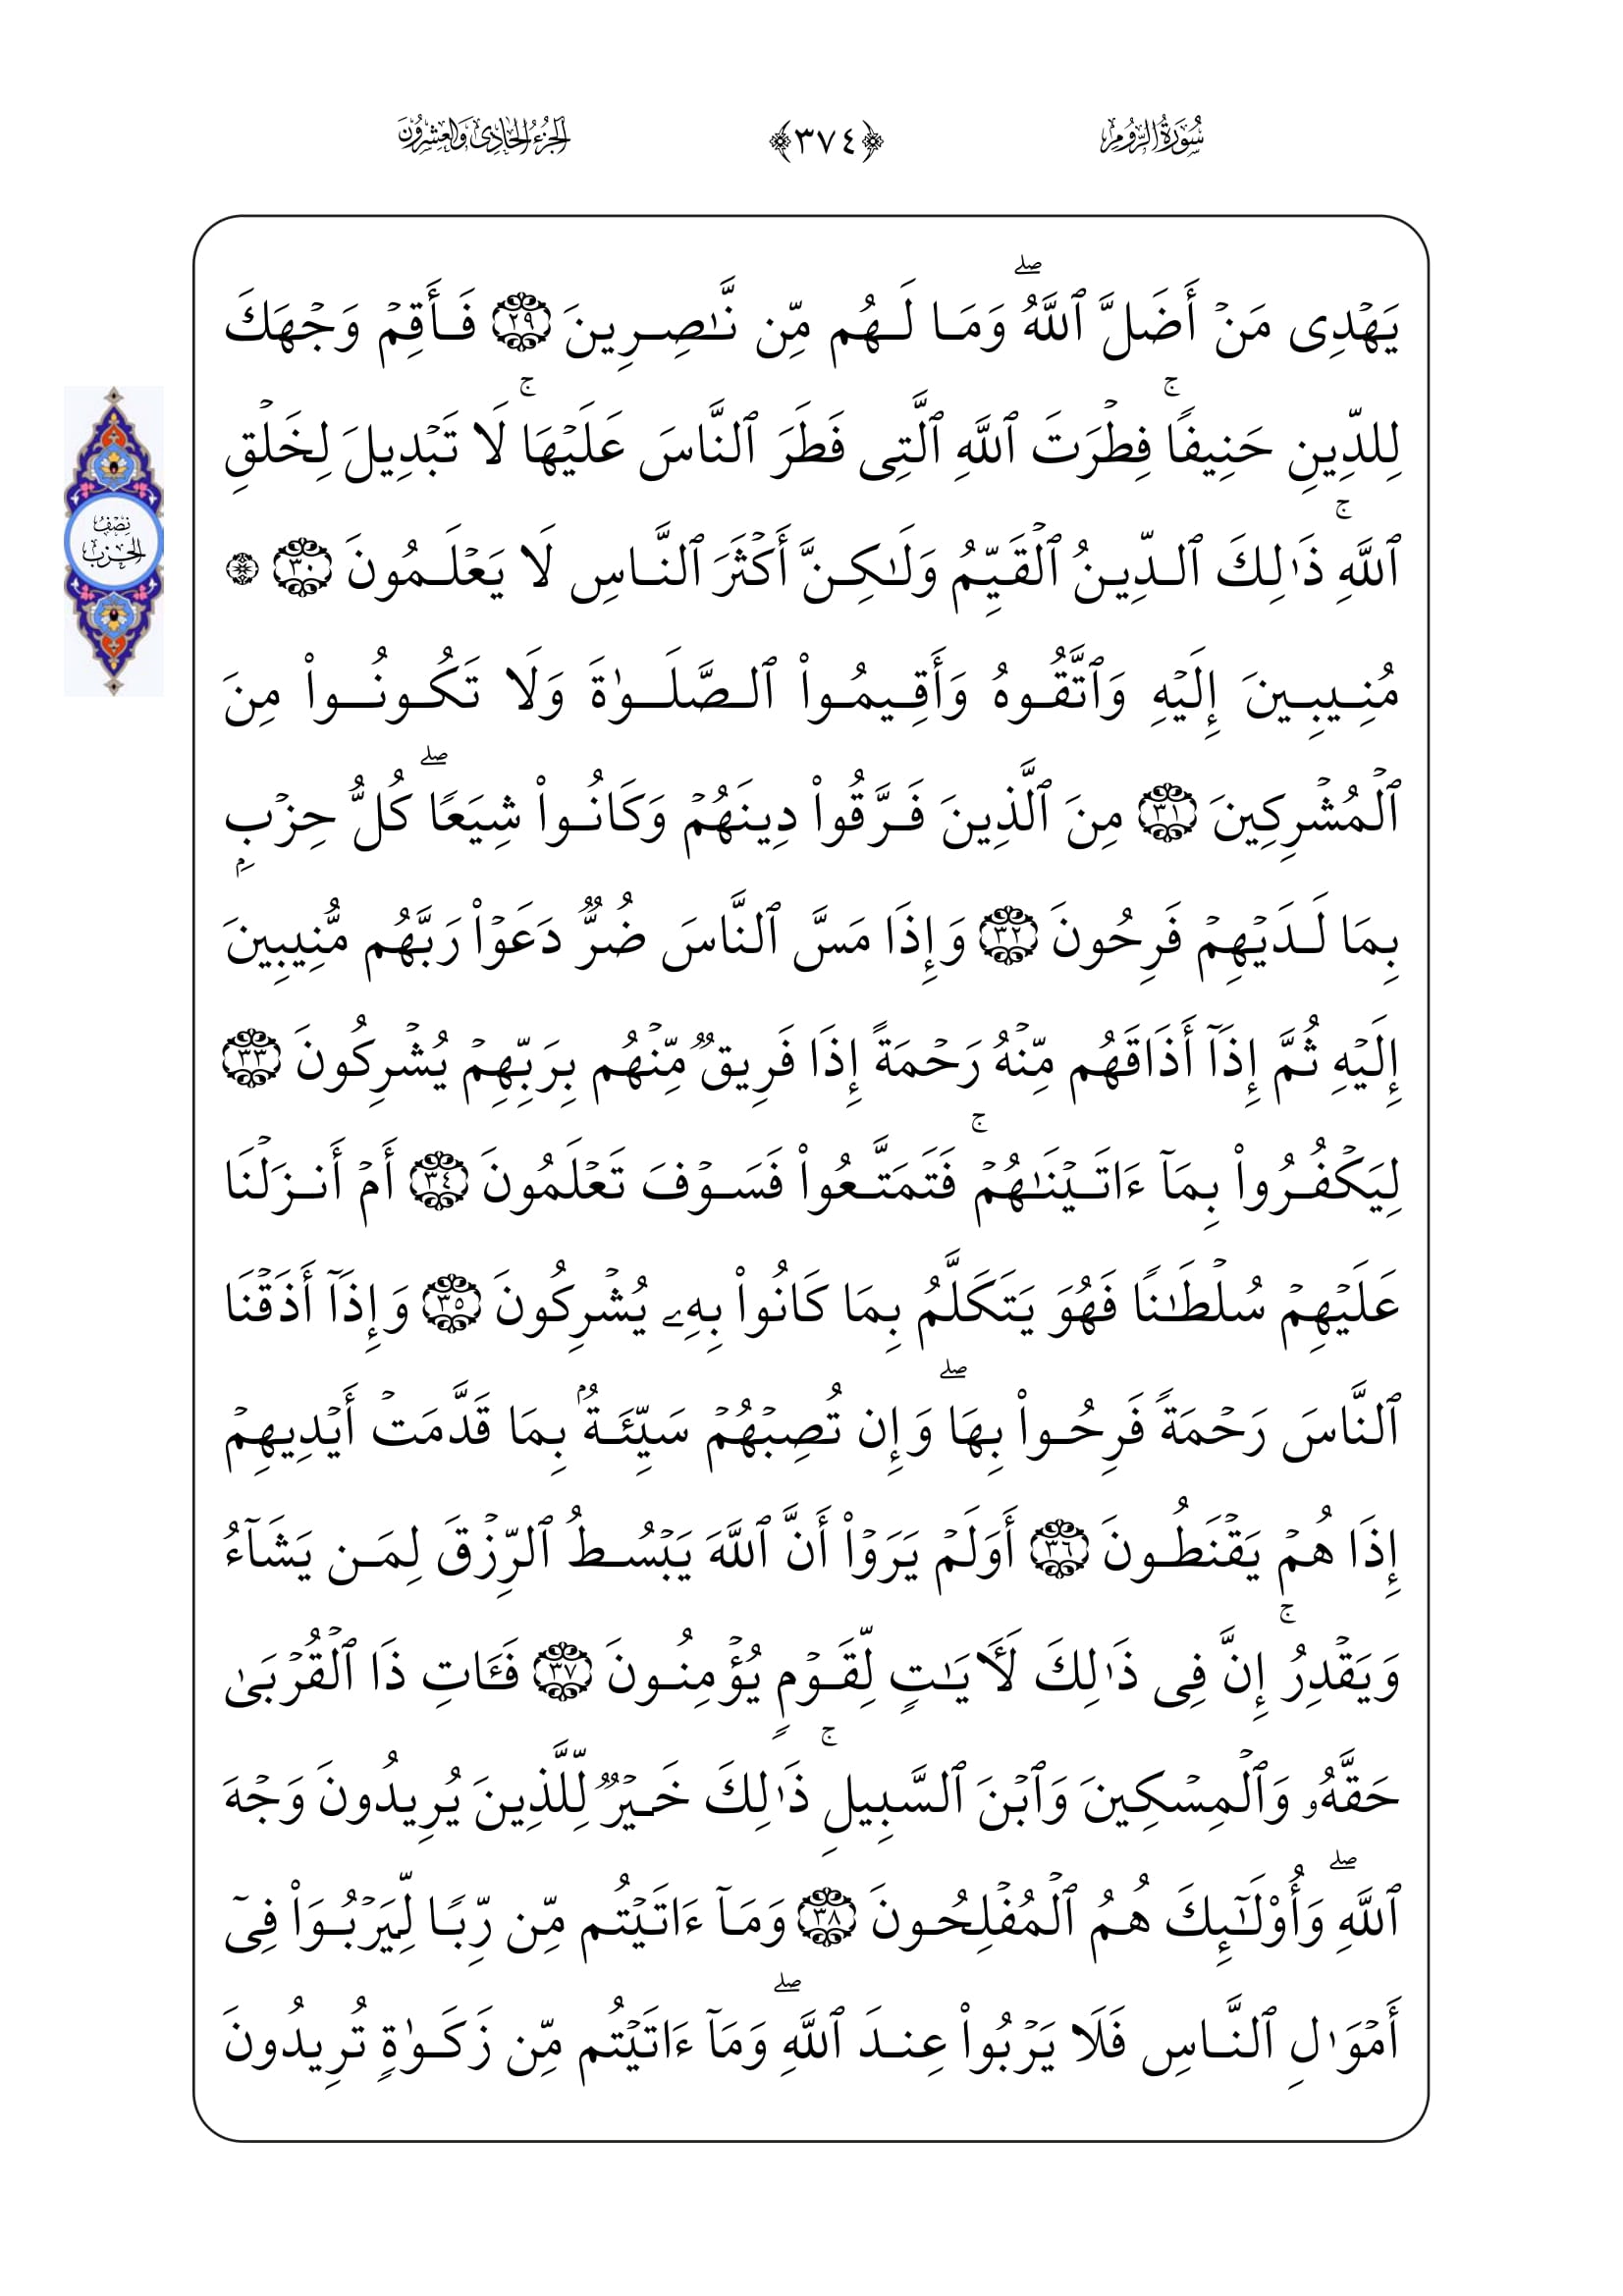 سُورَةُ الرُّومِ
﴿٣٧٤﴾
الجُزْءُ الحَادِي وَالعِشْرُونَ
يَهْدِى مَنْ أَضَلَّ ٱللَّهُۖ وَمَا لَهُم مِّن نَّـٰصِرِينَ ٢٩ فَأَقِمْ وَجْهَكَ
لِلدِّينِ حَنِيفًاۚ فِطْرَتَ ٱللَّهِ ٱلَّتِى فَطَرَ ٱلنَّاسَ عَلَيْهَاۚ لَا تَبْدِيلَ لِخَلْقِ
ٱللَّهِۚ ذَٰلِكَ ٱلدِّينُ ٱلْقَيِّمُ وَلَـٰكِنَّ أَكْثَرَ ٱلنَّاسِ لَا يَعْلَمُونَ ٣٠ ۞
نِصْفُ
الحِزْب
مُنِيبِينَ إِلَيْهِ وَٱتَّقُوهُ وَأَقِيمُوا۟ ٱلصَّلَوٰةَ وَلَا تَكُونُوا۟ مِنَ
ٱلْمُشْرِكِينَ ٣١ مِنَ ٱلَّذِينَ فَرَّقُوا۟ دِينَهُمْ وَكَانُوا۟ شِيَعًاۖ كُلُّ حِزْبِۭ
بِمَا لَدَيْهِمْ فَرِحُونَ ٣٢ وَإِذَا مَسَّ ٱلنَّاسَ ضُرٌّ دَعَوْا۟ رَبَّهُم مُّنِيبِينَ
إِلَيْهِ ثُمَّ إِذَآ أَذَاقَهُم مِّنْهُ رَحْمَةً إِذَا فَرِيقٌ مِّنْهُم بِرَبِّهِمْ يُشْرِكُونَ ٣٣
لِيَكْفُرُوا۟ بِمَآ ءَاتَيْنَـٰهُمْۚ فَتَمَتَّعُوا۟ فَسَوْفَ تَعْلَمُونَ ٣٤ أَمْ أَنزَلْنَا
عَلَيْهِمْ سُلْطَـٰنًا فَهُوَ يَتَكَلَّمُ بِمَا كَانُوا۟ بِهِۦ يُشْرِكُونَ ٣٥ وَإِذَآ أَذَقْنَا
ٱلنَّاسَ رَحْمَةً فَرِحُوا۟ بِهَاۖ وَإِن تُصِبْهُمْ سَيِّئَةُۢ بِمَا قَدَّمَتْ أَيْدِيهِمْ
إِذَا هُمْ يَقْنَطُونَ ٣٦ أَوَلَمْ يَرَوْا۟ أَنَّ ٱللَّهَ يَبْسُطُ ٱلرِّزْقَ لِمَن يَشَآءُ
وَيَقْدِرُۚ إِنَّ فِى ذَٰلِكَ لَـَٔايَـٰتٍ لِّقَوْمٍ يُؤْمِنُونَ ٣٧ فَـَٔاتِ ذَا ٱلْقُرْبَىٰ
حَقَّهُۥ وَٱلْمِسْكِينَ وَٱبْنَ ٱلسَّبِيلِۚ ذَٰلِكَ خَيْرٌ لِّلَّذِينَ يُرِيدُونَ وَجْهَ
ٱللَّهِۖ وَأُو۟لَـٰٓئِكَ هُمُ ٱلْمُفْلِحُونَ ٣٨ وَمَآ ءَاتَيْتُم مِّن رِّبًا لِّيَرْبُوَا۟ فِىٓ
أَمْوَٰلِ ٱلنَّاسِ فَلَا يَرْبُوا۟ عِندَ ٱللَّهِۖ وَمَآ ءَاتَيْتُم مِّن زَكَوٰةٍ تُرِيدُونَ